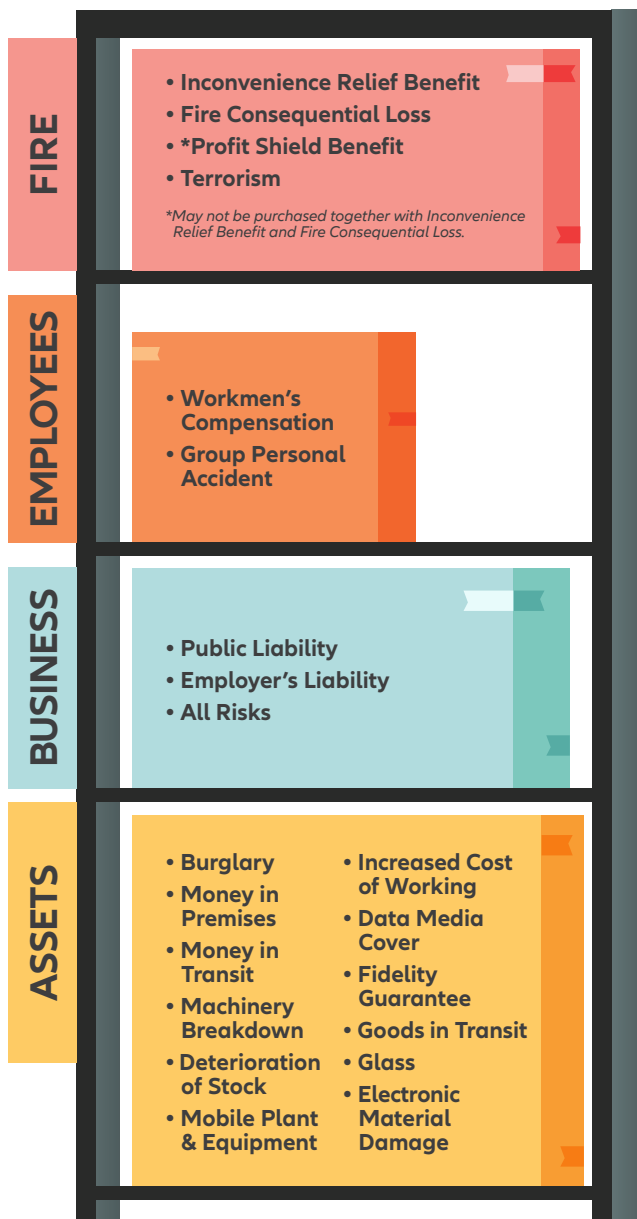 FIRE
• Inconvenience Relief Benefit
• Fire Consequential Loss
• *Profit Shield Benefit
• Terrorism
*May not be purchased together with Inconvenience
Relief Benefit and Fire Consequential Loss.
EMPLOYEES
• Workmen’s
Compensation
• Group Personal
Accident
BUSINESS
• Public Liability
• Employer’s Liability
• All Risks
ASSETS
• Burglary
• Money in
Premises
• Money in
Transit
• Machinery
Breakdown
• Deterioration
of Stock
• Mobile Plant
& Equipment
• Increased Cost
of Working
• Data Media
Cover
• Fidelity
Guarantee
• Goods in Transit
• Glass
• Electronic
Material
Damage